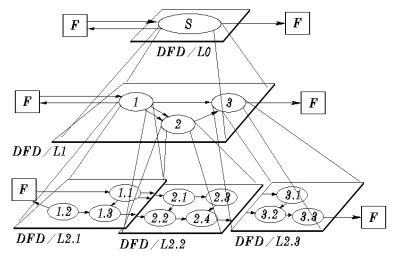 F S F
DFD/L0
F 1 3 F
2
DFD/L1
F 1.1 2.1 2.3 3.1
1.2 1.3 2.2 2.4 3.2 3.3 F
DFD/L2.1 DFD/L2.2 DFD/L2.3